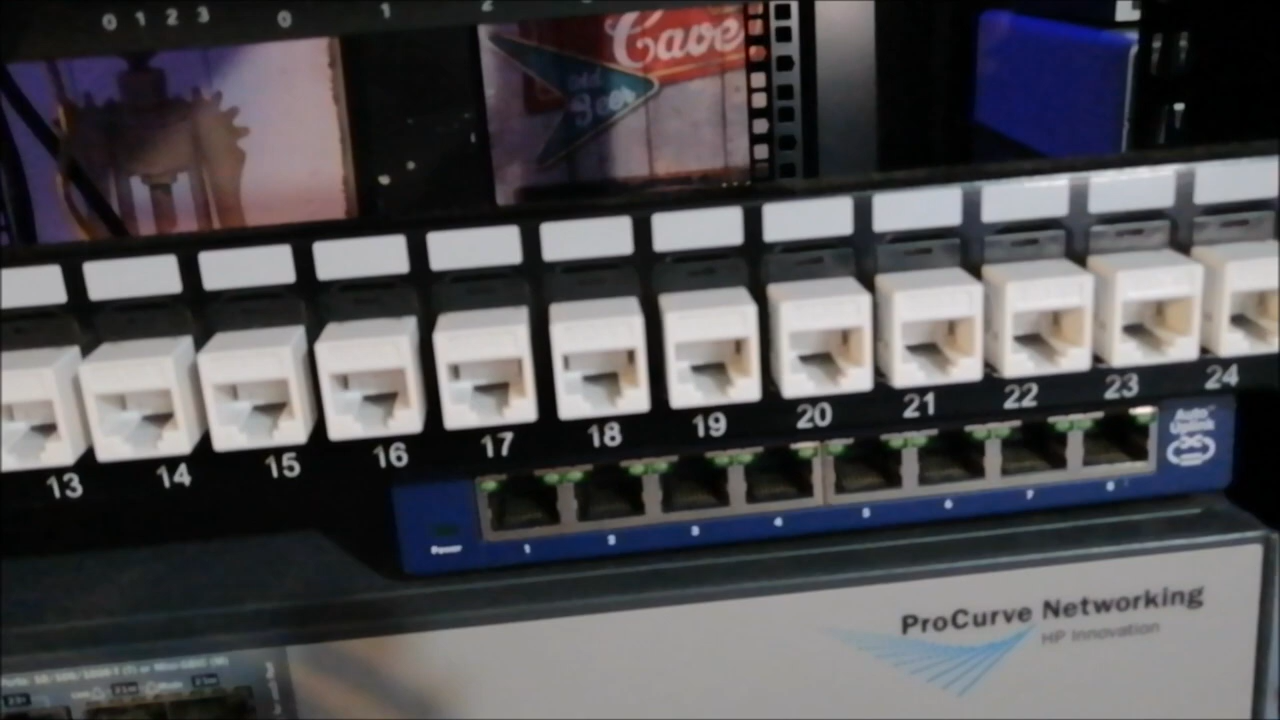 0 1 2 3 0 1 2
Cave
13 14 15 16 17 18 19 20 21 22 23 24
Auto
Uplink
Power 1 2 3 4 5 6 7 8
ProCurve Networking
HP Innovation